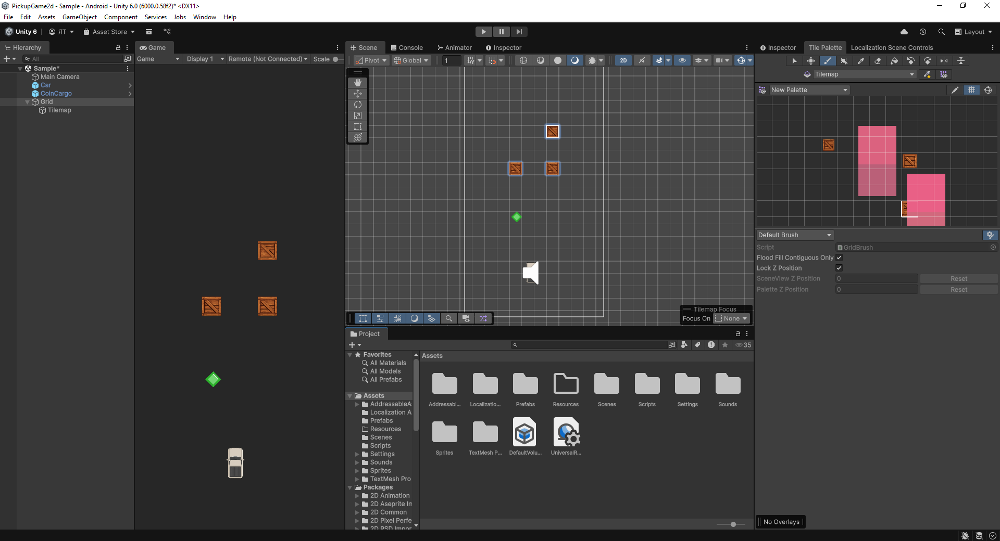 PickupGame2d - Sample - Android - Unity 6.0 (6000.0.58f2)* <DX11>
File Edit Assets GameObject Component Services Jobs Window Help
Unity 6 ЯТ Asset Store Layout
Hierarchy
All
Sample*
Main Camera
Car
CoinCargo
Grid
Tilemap
Game
Game Display 1 Remote (Not Connected) Scale
Scene Console Animator Inspector
Pivot Global 1 2D
Tilemap Focus
Focus On None
Project
35
Favorites
All Materials
All Models
All Prefabs
Assets
AddressableA
Localization A
Prefabs
Resources
Scenes
Scripts
Settings
Sounds
Sprites
TextMesh Pro
Packages
2D Animation
2D Aseprite Im
2D Common
2D Pixel Perfe
2D PSD Impor
Assets
Addressabl... Localizatio... Prefabs Resources Scenes Scripts Settings Sounds
Sprites TextMesh P... DefaultVolu... UniversalR...
Inspector Tile Palette Localization Scene Controls
Tilemap
New Palette
Default Brush
Script GridBrush
Flood Fill Contiguous Only
Lock Z Position
SceneView Z Position 0 Reset
Palette Z Position 0 Reset
No Overlays